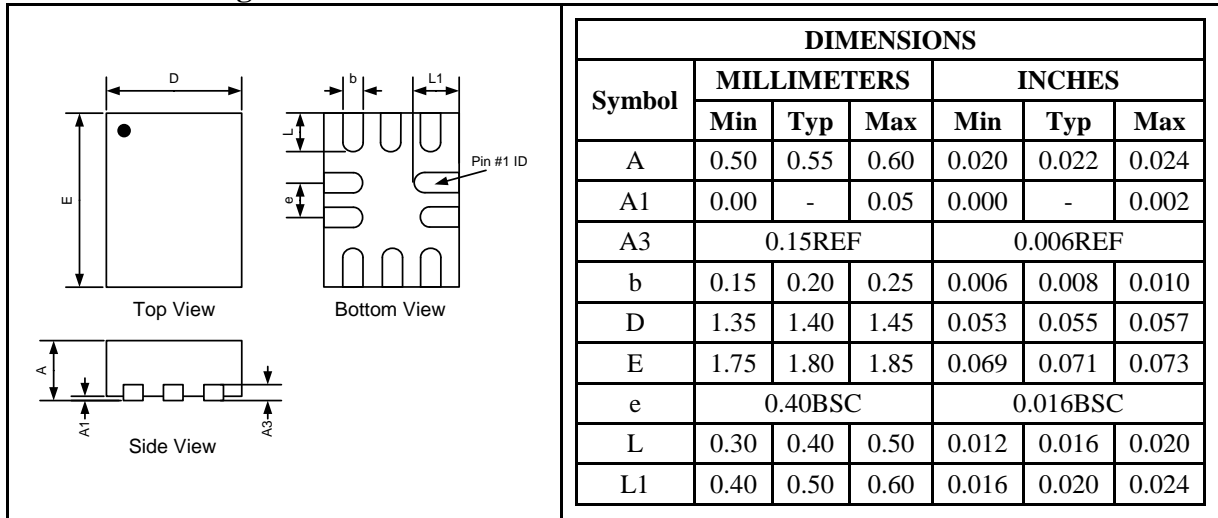 D
E
Top View
b
L1
L
e
Pin #1 ID
Bottom View
A
A1
A3
Side View
DIMENSIONS
Symbol MILLIMETERS INCHES
Min Typ Max Min Typ Max
A 0.50 0.55 0.60 0.020 0.022 0.024
A1 0.00 - 0.05 0.000 - 0.002
A3 0.15REF 0.006REF
b 0.15 0.20 0.25 0.006 0.008 0.010
D 1.35 1.40 1.45 0.053 0.055 0.057
E 1.75 1.80 1.85 0.069 0.071 0.073
e 0.40BSC 0.016BSC
L 0.30 0.40 0.50 0.012 0.016 0.020
L1 0.40 0.50 0.60 0.016 0.020 0.024